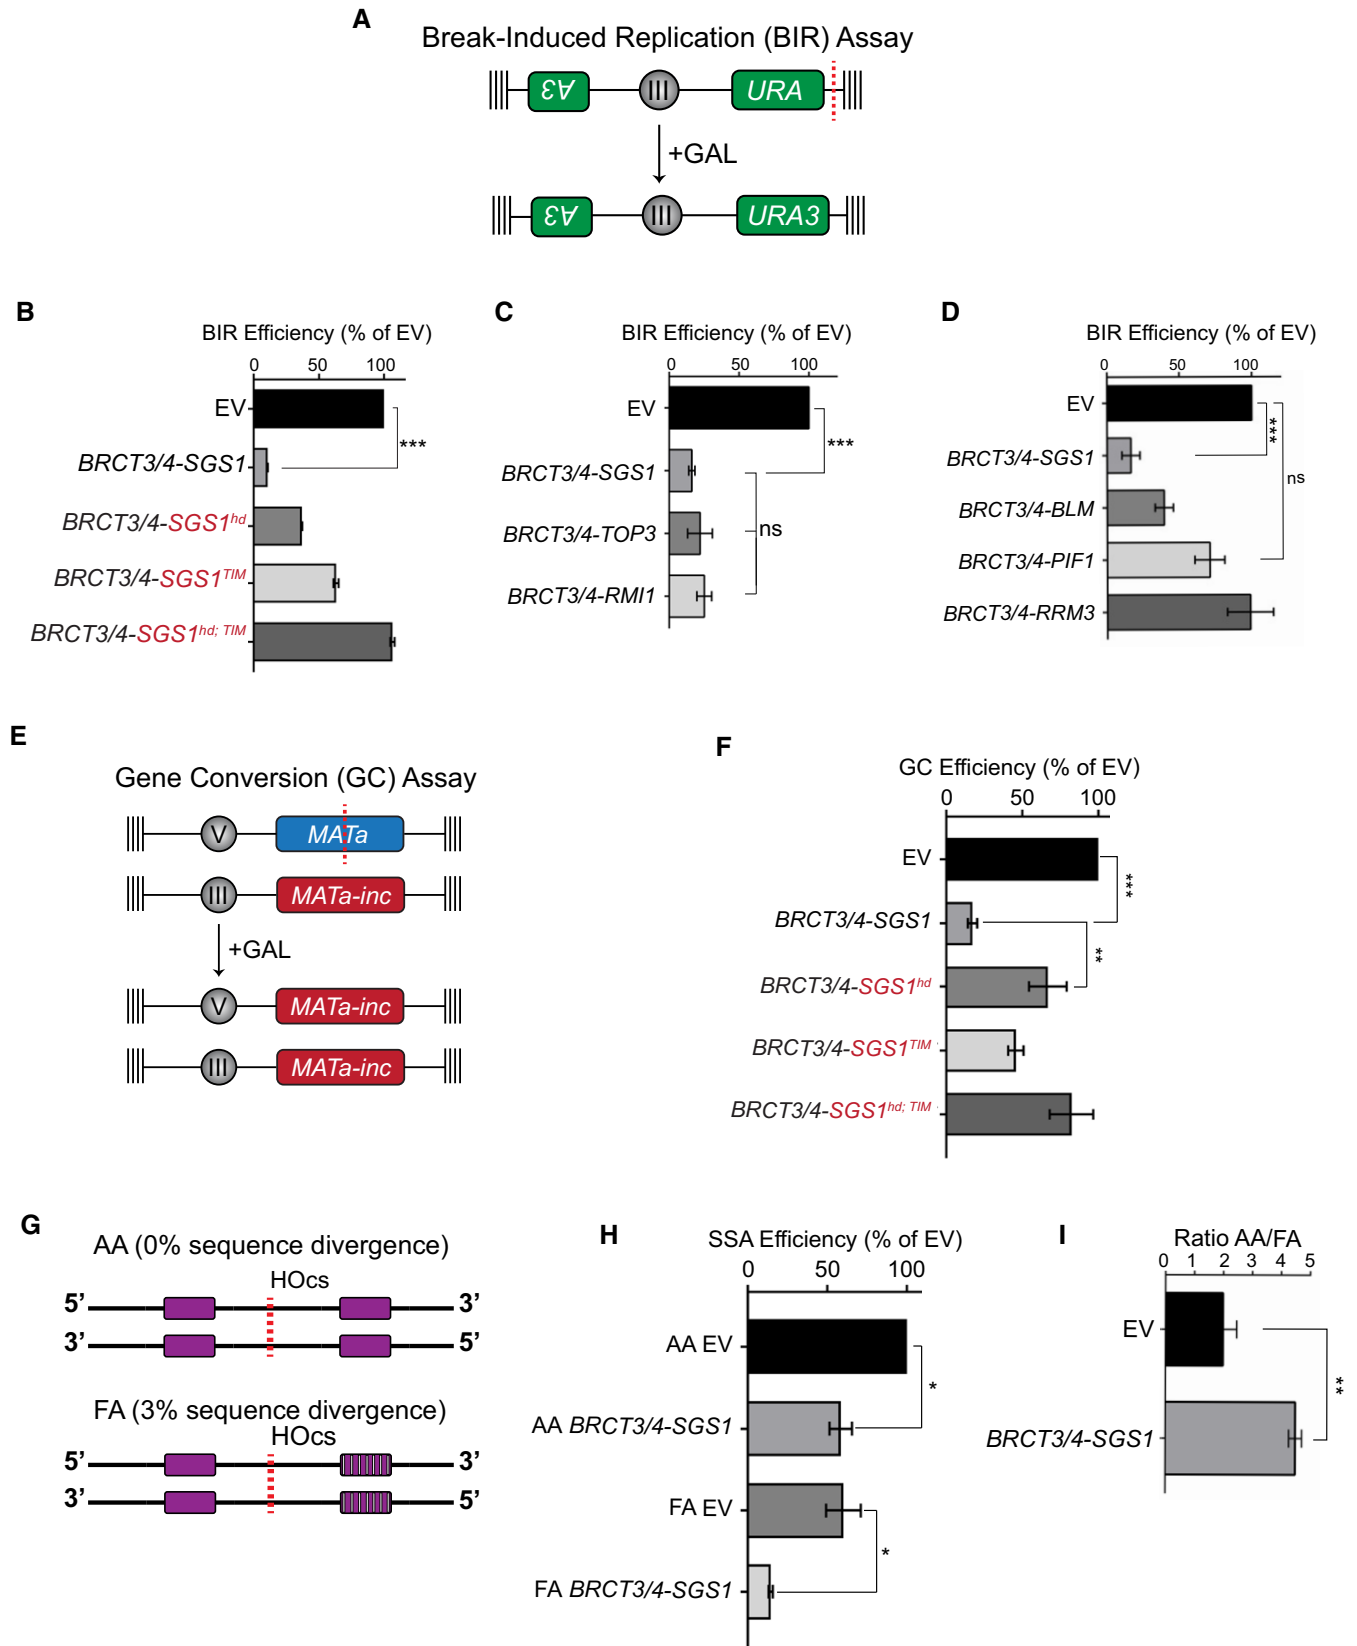 A
Break-Induced Replication (BIR) Assay
A3 III URA
+GAL
A3 III URA3
B
BIR Efficiency (% of EV)
0 50 100
EV
***
BRCT3/4-SGS1
BRCT3/4-SGS1hd
BRCT3/4-SGS1TIM
BRCT3/4-SGS1hd; TIM
C
BIR Efficiency (% of EV)
0 50 100
EV
***
BRCT3/4-SGS1
BRCT3/4-TOP3
ns
BRCT3/4-RMI1
D
BIR Efficiency (% of EV)
0 50 100
EV
***
BRCT3/4-SGS1
ns
BRCT3/4-BLM
BRCT3/4-PIF1
BRCT3/4-RRM3
E
Gene Conversion (GC) Assay
V MATa
III MATa-inc
+GAL
V MATa-inc
III MATa-inc
F
GC Efficiency (% of EV)
0 50 100
EV
***
BRCT3/4-SGS1
**
BRCT3/4-SGS1hd
BRCT3/4-SGS1TIM
BRCT3/4-SGS1hd; TIM
G
AA (0% sequence divergence)
HOcs
5’ 3’
3’ 5’
FA (3% sequence divergence)
HOcs
5’ 3’
3’ 5’
H
SSA Efficiency (% of EV)
0 50 100
AA EV
*
AA BRCT3/4-SGS1
FA EV
*
FA BRCT3/4-SGS1
I
Ratio AA/FA
0 1 2 3 4 5
EV
**
BRCT3/4-SGS1